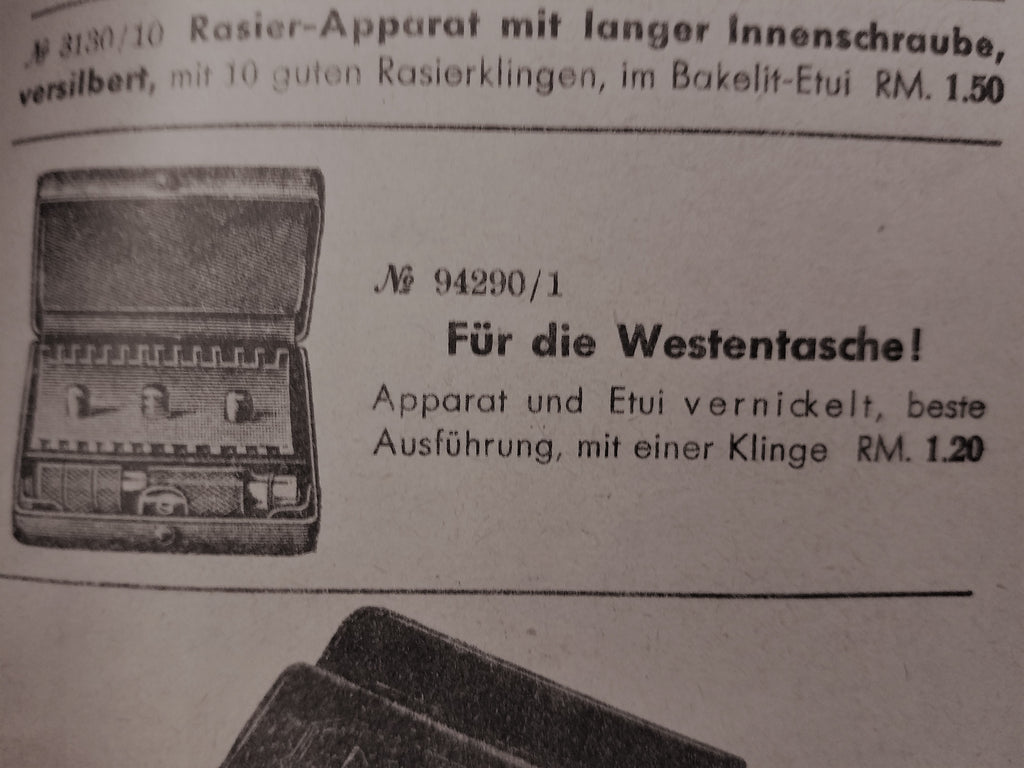 № 3130/10 Rasier-Apparat mit langer Innenschraube,
versilbert, mit 10 guten Rasierklingen, im Bakelit-Etui RM. 1.50
№ 94290/1
Für die Westentasche!
Apparat und Etui vernickelt, beste
Ausführung, mit einer Klinge RM. 1.20